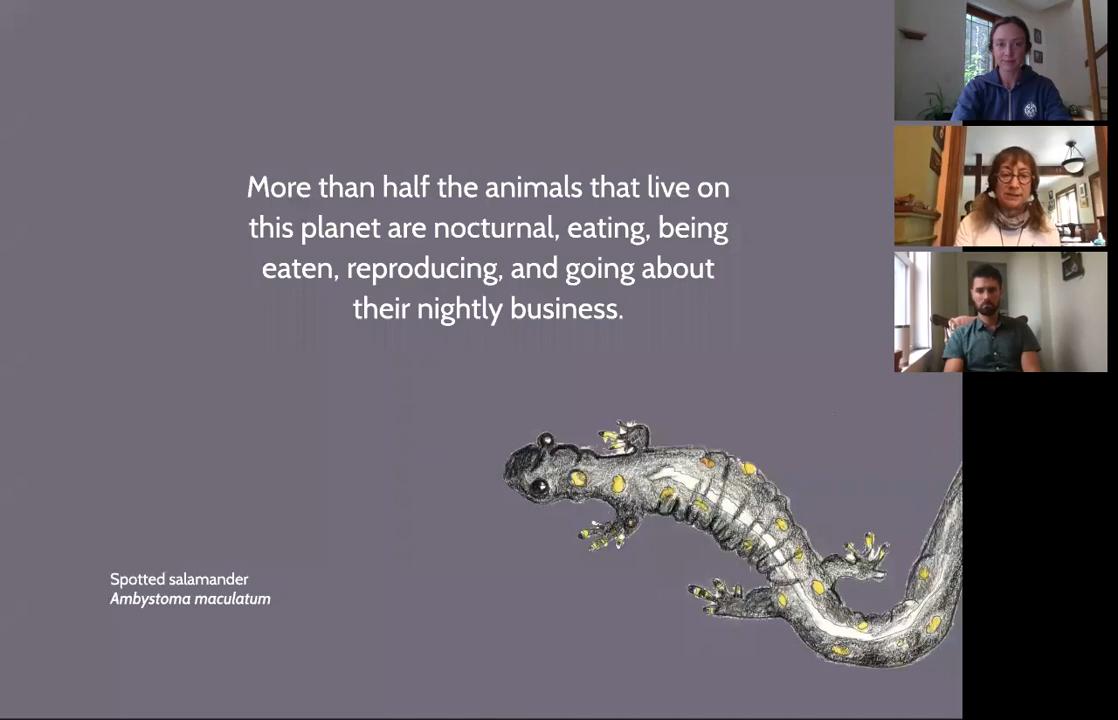 More than half the animals that live on
this planet are nocturnal, eating, being
eaten, reproducing, and going about
their nightly business.
Spotted salamander
Ambystoma maculatum